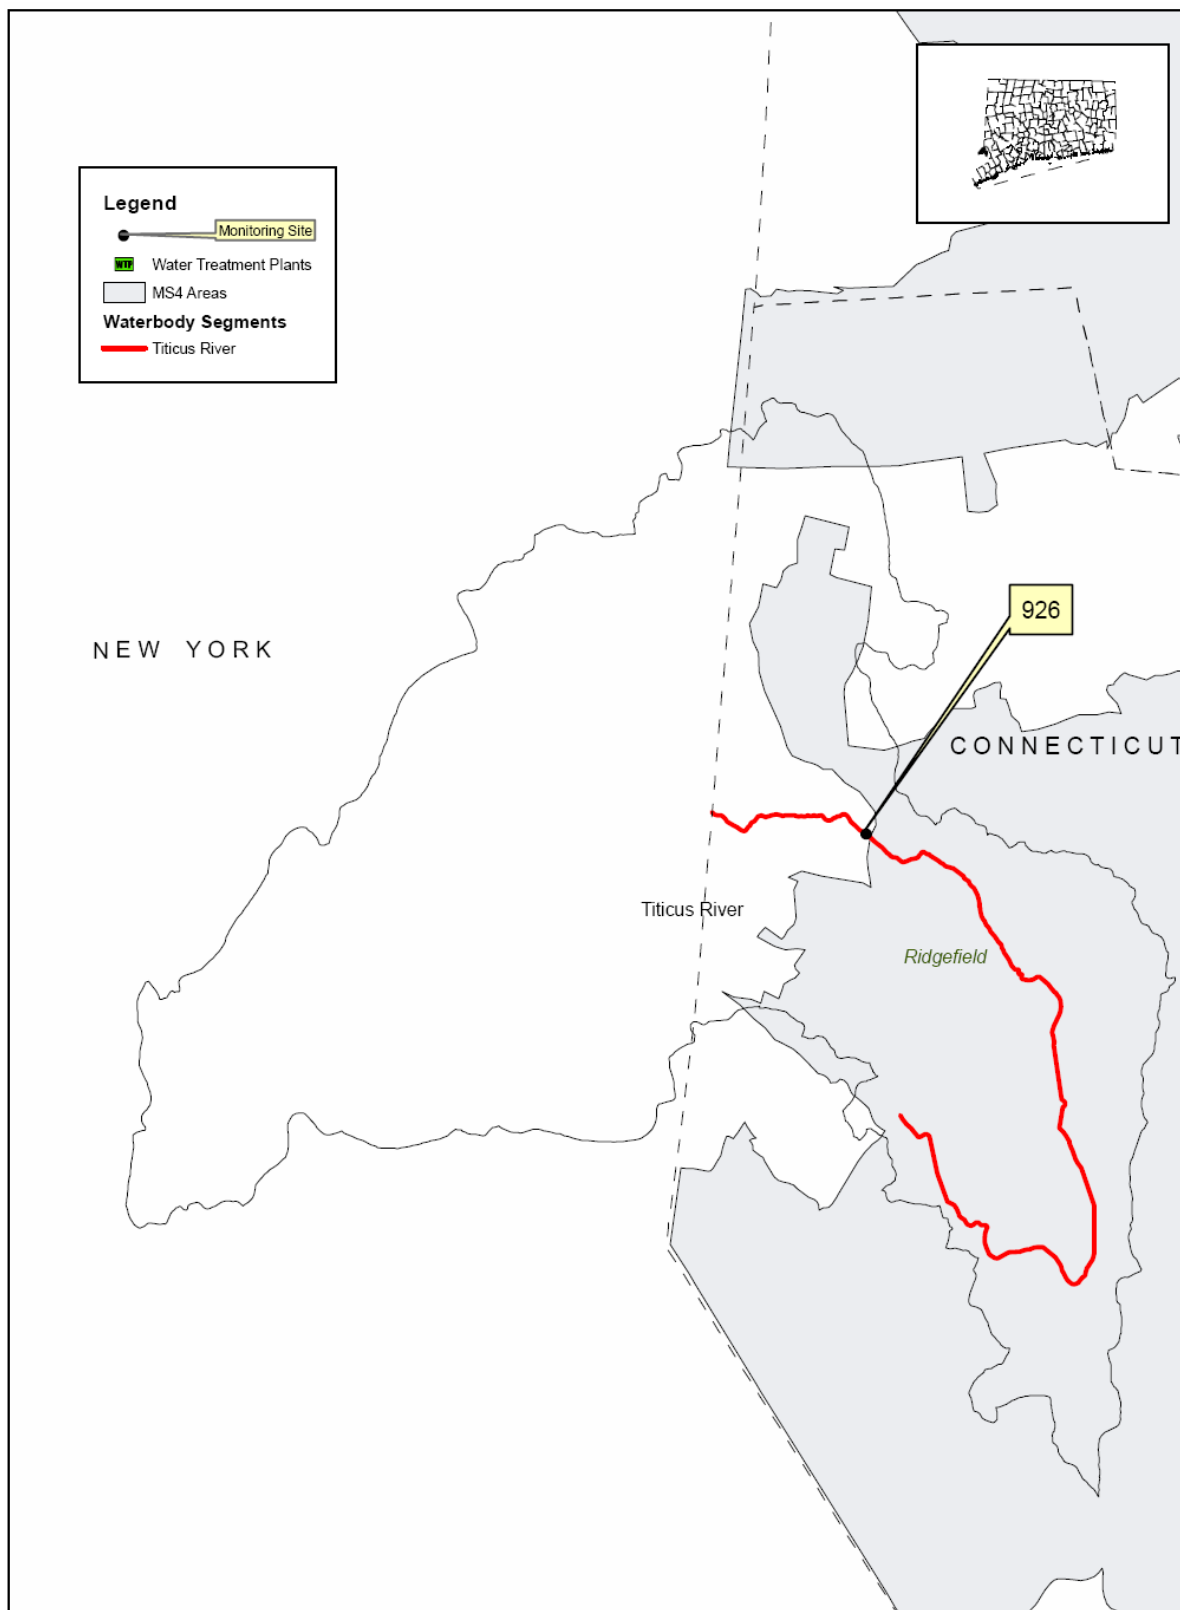 Legend
Monitoring Site
WTP
Water Treatment Plants
MS4 Areas
Waterbody Segments
Titicus River
926
NEW YORK
CONNECTICUT
Titicus River
Ridgefield